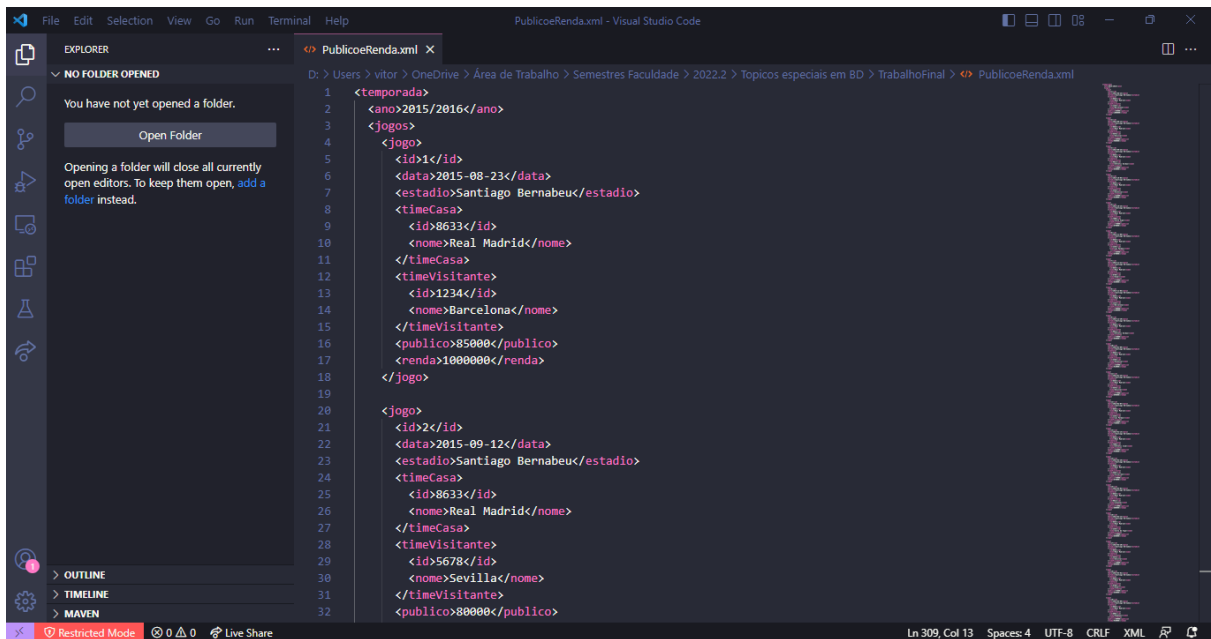 File Edit Selection View Go Run Terminal Help
PublicoeRenda.xml - Visual Studio Code
EXPLORER
NO FOLDER OPENED
You have not yet opened a folder.
Open Folder
Opening a folder will close all currently
open editors. To keep them open, add a
folder instead.
OUTLINE
TIMELINE
MAVEN
PublicoeRenda.xml
D: > Users > vitor > OneDrive > Área de Trabalho > Semestres Faculdade > 2022.2 > Topicos especiais em BD > TrabalhoFinal > PublicoeRenda.xml
1 <temporada>
2 <ano>2015/2016</ano>
3 <jogos>
4 <jogo>
5 <id>1</id>
6 <data>2015-08-23</data>
7 <estadio>Santiago Bernabeu</estadio>
8 <timeCasa>
9 <id>8633</id>
10 <nome>Real Madrid</nome>
11 </timeCasa>
12 <timeVisitante>
13 <id>1234</id>
14 <nome>Barcelona</nome>
15 </timeVisitante>
16 <publico>85000</publico>
17 <renda>1000000</renda>
18 </jogo>
19
20 <jogo>
21 <id>2</id>
22 <data>2015-09-12</data>
23 <estadio>Santiago Bernabeu</estadio>
24 <timeCasa>
25 <id>8633</id>
26 <nome>Real Madrid</nome>
27 </timeCasa>
28 <timeVisitante>
29 <id>5678</id>
30 <nome>Sevilla</nome>
31 </timeVisitante>
32 <publico>80000</publico>
1
Restricted Mode 0 0 Live Share
Ln 309, Col 13 Spaces: 4 UTF-8 CRLF XML